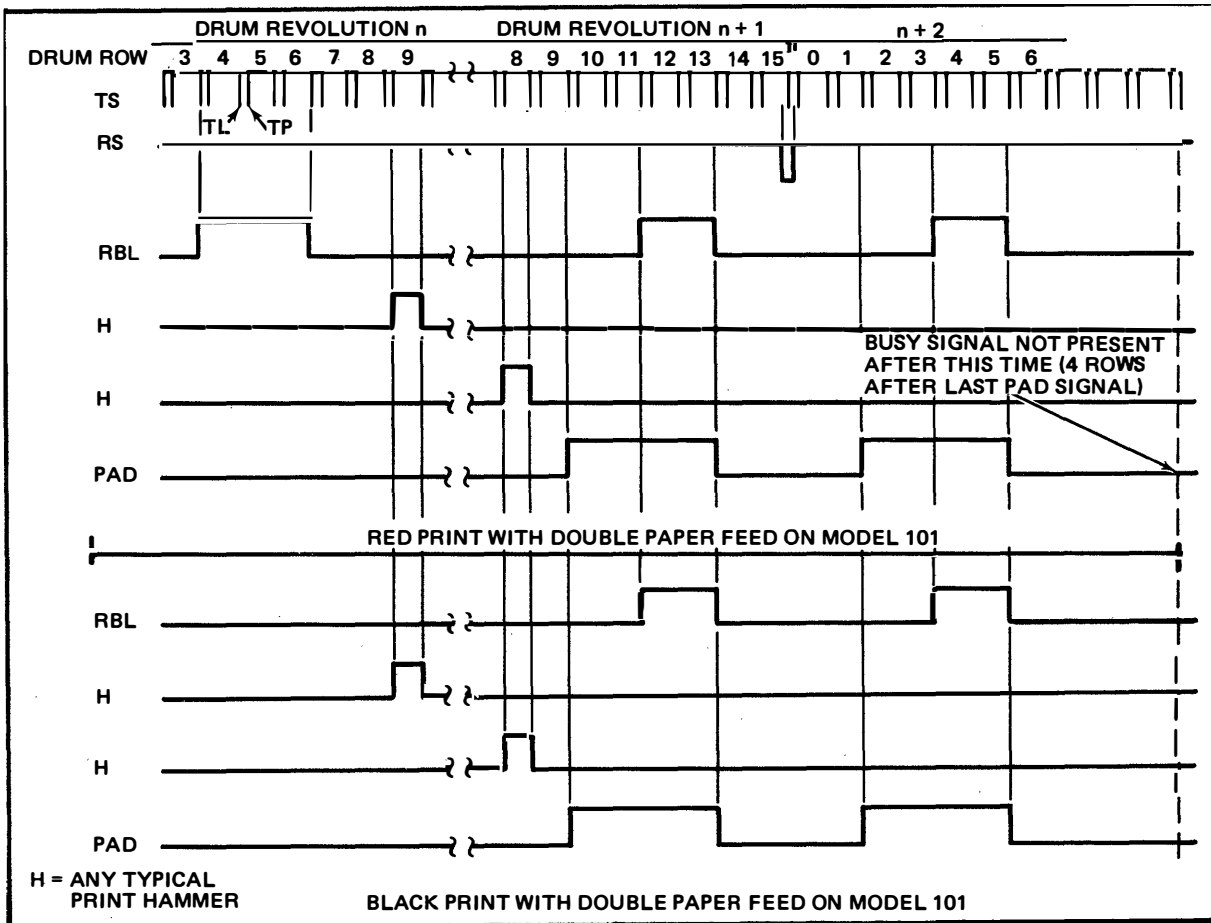 DRUM REVOLUTION n DRUM REVOLUTION n + 1 n + 2
DRUM ROW 3 4 5 6 7 8 9 8 9 10 11 12 13 14 15 0 1 2 3 4 5 6
TS
TL TP
RS
RBL
H
BUSY SIGNAL NOT PRESENT
AFTER THIS TIME (4 ROWS
AFTER LAST PAD SIGNAL)
H
PAD
RED PRINT WITH DOUBLE PAPER FEED ON MODEL 101
RBL
H
H
PAD
H = ANY TYPICAL
PRINT HAMMER
BLACK PRINT WITH DOUBLE PAPER FEED ON MODEL 101